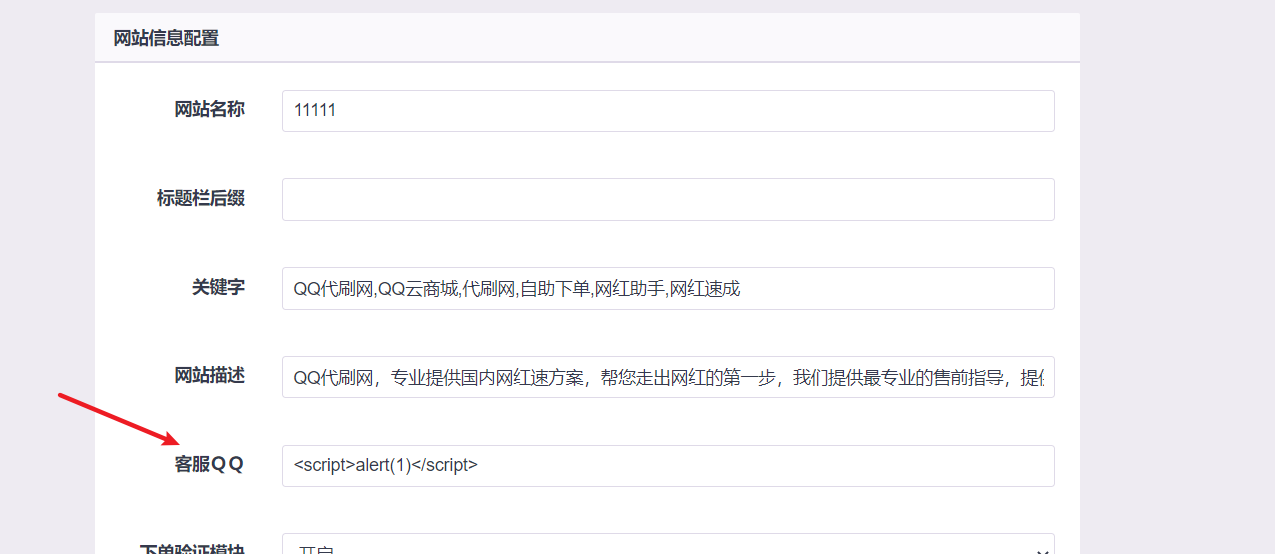 网站信息配置
网站名称
11111
标题栏后缀
关键字
QQ代刷网,QQ云商城,代刷网,自助下单,网红助手,网红速成
网站描述
QQ代刷网，专业提供国内网红速方案，帮您走出网红的第一步，我们提供最专业的售前指导，提供
客服ＱＱ
<script>alert(1)</script>
下单验证模块
开启